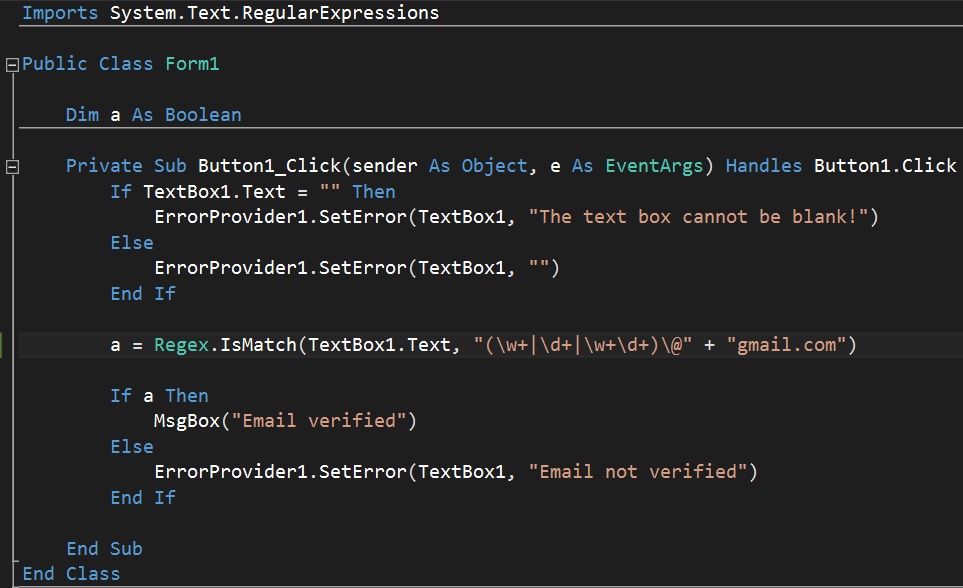 Imports System.Text.RegularExpressions
Public Class Form1
Dim a As Boolean
Private Sub Button1_Click(sender As Object, e As EventArgs) Handles Button1.Click
If TextBox1.Text = "" Then
ErrorProvider1.SetError(TextBox1, "The text box cannot be blank!")
Else
ErrorProvider1.SetError(TextBox1, "")
End If
a = Regex.IsMatch(TextBox1.Text, "(\w+|\d+|\w+\d+)\@" + "gmail.com")
If a Then
MsgBox("Email verified")
Else
ErrorProvider1.SetError(TextBox1, "Email not verified")
End If
End Sub
End Class